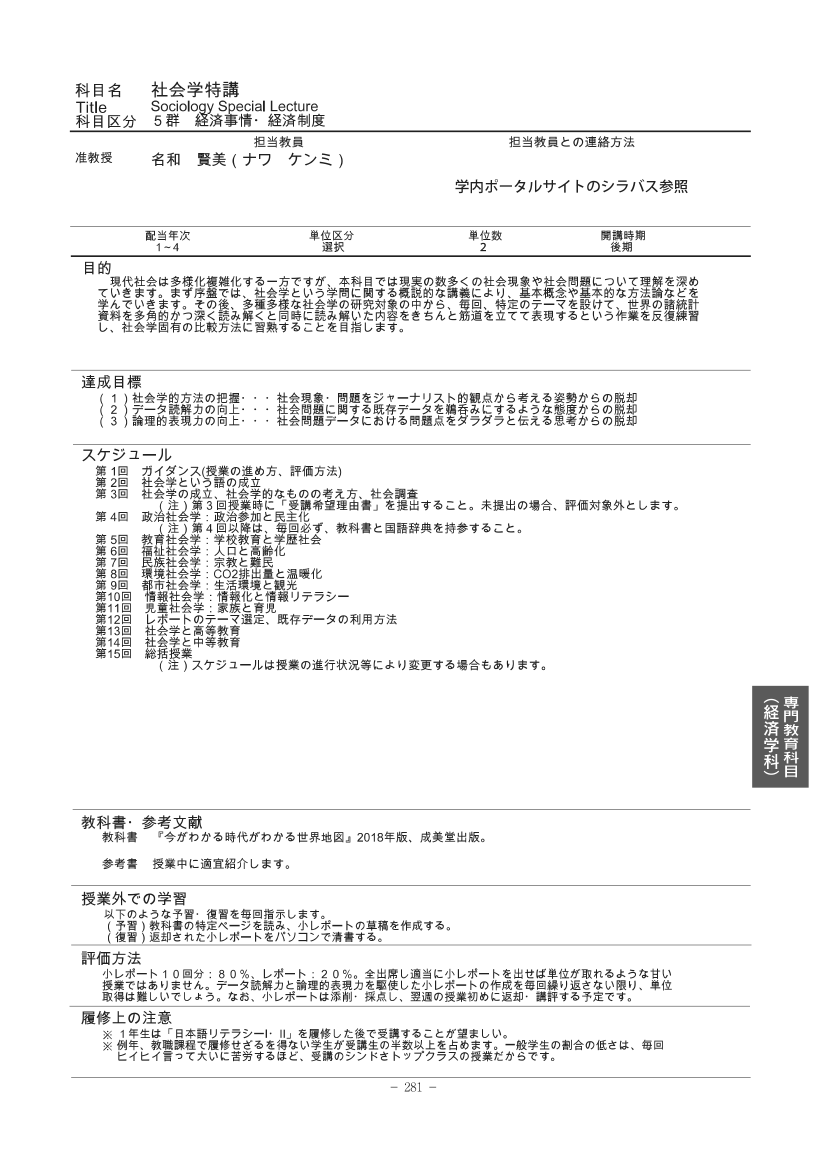 科目名　社会学特講
Title　Sociology Special Lecture
科目区分　５群　経済事情・経済制度
担当教員　担当教員との連絡方法
准教授　名和　賢美（ナワ　ケンミ）
学内ポータルサイトのシラバス参照
配当年次　単位区分　単位数　開講時期
1～4　選択　2　後期
目的
現代社会は多様化複雑化する一方ですが、本科目では現実の数多くの社会現象や社会問題について理解を深め
ていきます。まず序盤では、社会学という学問に関する概説的な講義により、基本概念や基本的な方法論などを
学んでいきます。その後、多種多様な社会学の研究対象の中から、毎回、特定のテーマを設けて、世界の諸統計
資料を多角的かつ深く読み解くと同時に読み解いた内容をきちんと筋道を立てて表現するという作業を反復練習
し、社会学固有の比較方法に習熟することを目指します。
達成目標
（１）社会学的方法の把握・・・社会現象・問題をジャーナリスト的観点から考える姿勢からの脱却
（２）データ読解力の向上・・・社会問題に関する既存データを鵜呑みにするような態度からの脱却
（３）論理的表現力の向上・・・社会問題データにおける問題点をダラダラと伝える思考からの脱却
スケジュール
第 1回　ガイダンス(授業の進め方、評価方法)
第 2回　社会学という語の成立
第 3回　社会学の成立、社会学的なものの考え方、社会調査
（注）第３回授業時に「受講希望理由書」を提出すること。未提出の場合、評価対象外とします。
第 4回　政治社会学：政治参加と民主化
（注）第４回以降は、毎回必ず、教科書と国語辞典を持参すること。
第 5回　教育社会学：学校教育と学歴社会
第 6回　福祉社会学：人口と高齢化
第 7回　民族社会学：宗教と難民
第 8回　環境社会学：CO2排出量と温暖化
第 9回　都市社会学：生活環境と観光
第10回　情報社会学：情報化と情報リテラシー
第11回　児童社会学：家族と育児
第12回　レポートのテーマ選定、既存データの利用方法
第13回　社会学と高等教育
第14回　社会学と中等教育
第15回　総括授業
（注）スケジュールは授業の進行状況等により変更する場合もあります。
専門教育科目
（経済学科）
教科書・参考文献
教科書　『今がわかる時代がわかる世界地図』2018年版、成美堂出版。
参考書　授業中に適宜紹介します。
授業外での学習
以下のような予習・復習を毎回指示します。
（予習）教科書の特定ページを読み、小レポートの草稿を作成する。
（復習）返却された小レポートをパソコンで清書する。
評価方法
小レポート１０回分：８０％、レポート：２０％。全出席し適当に小レポートを出せば単位が取れるような甘い
授業ではありません。データ読解力と論理的表現力を駆使した小レポートの作成を毎回繰り返さない限り、単位
取得は難しいでしょう。なお、小レポートは添削・採点し、翌週の授業初めに返却・講評する予定です。
履修上の注意
※ １年生は「日本語リテラシーI・II」を履修した後で受講することが望ましい。
※ 例年、教職課程で履修せざるを得ない学生が受講生の半数以上を占めます。一般学生の割合の低さは、毎回
ヒイヒイ言って大いに苦労するほど、受講のシンドさトップクラスの授業だからです。
－ 281 －